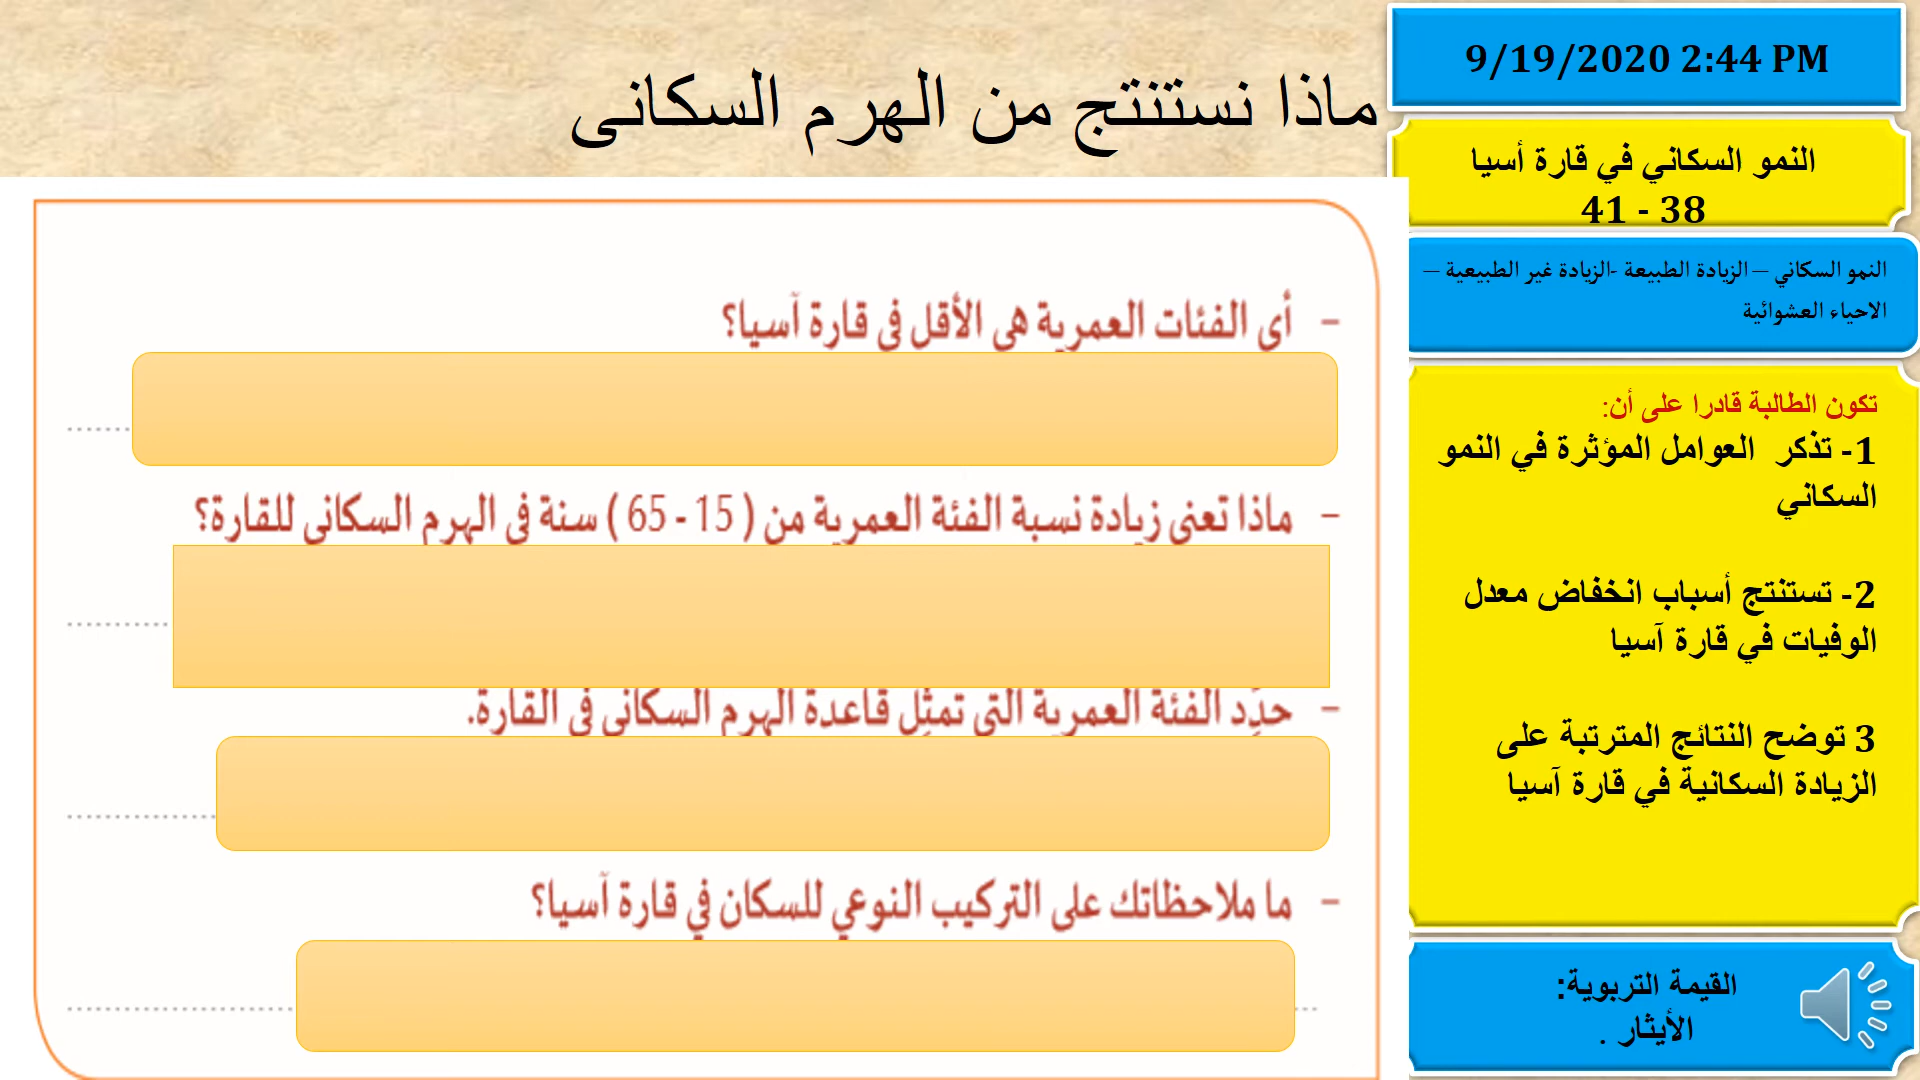 9/19/2020 2:44 PM
ماذا نستنتج من الهرم السكانى
النمو السكاني في قارة أسيا
38 - 41
النمو السكاني – الزيادة الطبيعة -الزيادة غير الطبيعية –
الاحياء العشوائية
تكون الطالبة قادرا على أن:
1- تذكر العوامل المؤثرة في النمو
السكاني
2- تستنتج أسباب انخفاض معدل
الوفيات في قارة آسيا
3 توضح النتائج المترتبة على
الزيادة السكانية في قارة آسيا
القيمة التربوية:
الأيثار .
- أى الفئات العمرية هى الأقل فى قارة آسيا؟
- ماذا تعنى زيادة نسبة الفئة العمرية من ( 15 - 65 ) سنة فى الهرم السكانى للقارة؟
- حدِّد الفئة العمرية التى تمثِّل قاعدة الهرم السكانى فى القارة.
- ما ملاحظاتك على التركيب النوعي للسكان في قارة آسيا؟